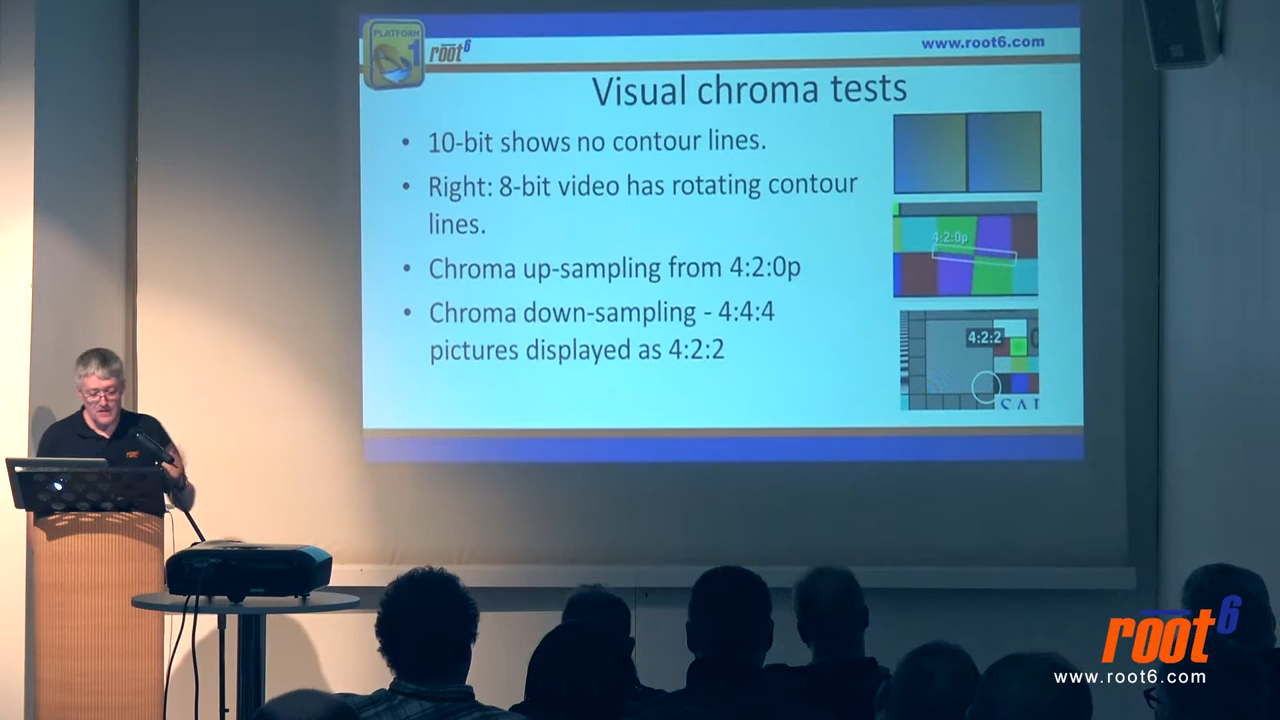 PLATFORM
1
root6
www.root6.com
Visual chroma tests
• 10-bit shows no contour lines.
• Right: 8-bit video has rotating contour
lines.
• Chroma up-sampling from 4:2:0p
• Chroma down-sampling - 4:4:4
pictures displayed as 4:2:2
4:2:0p
4:2:2
root6
www.root6.com